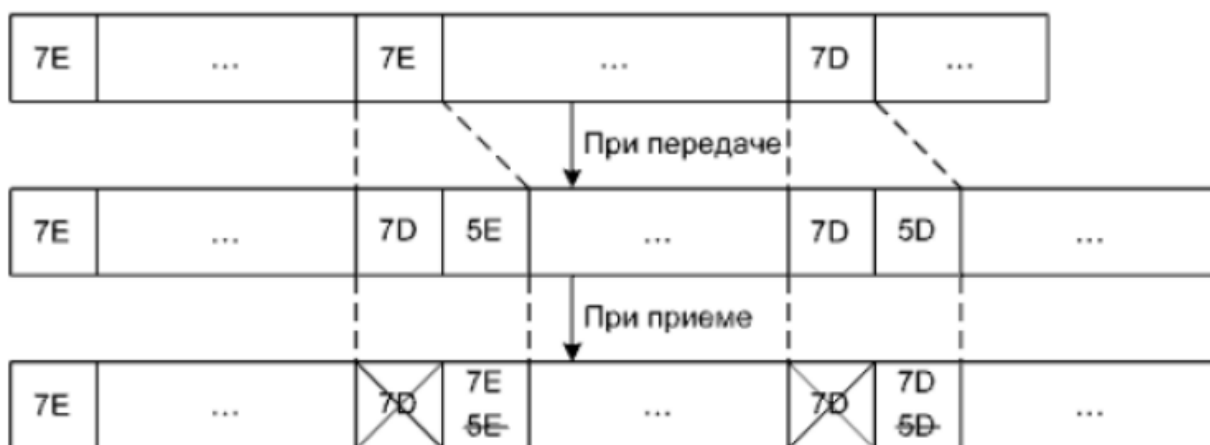 7E ... 7E ... 7D ...
При передаче
7E ... 7D 5E ... 7D 5D ...
При приеме
7E ... 7D 7E ... 7D 7D ...
5E 5D